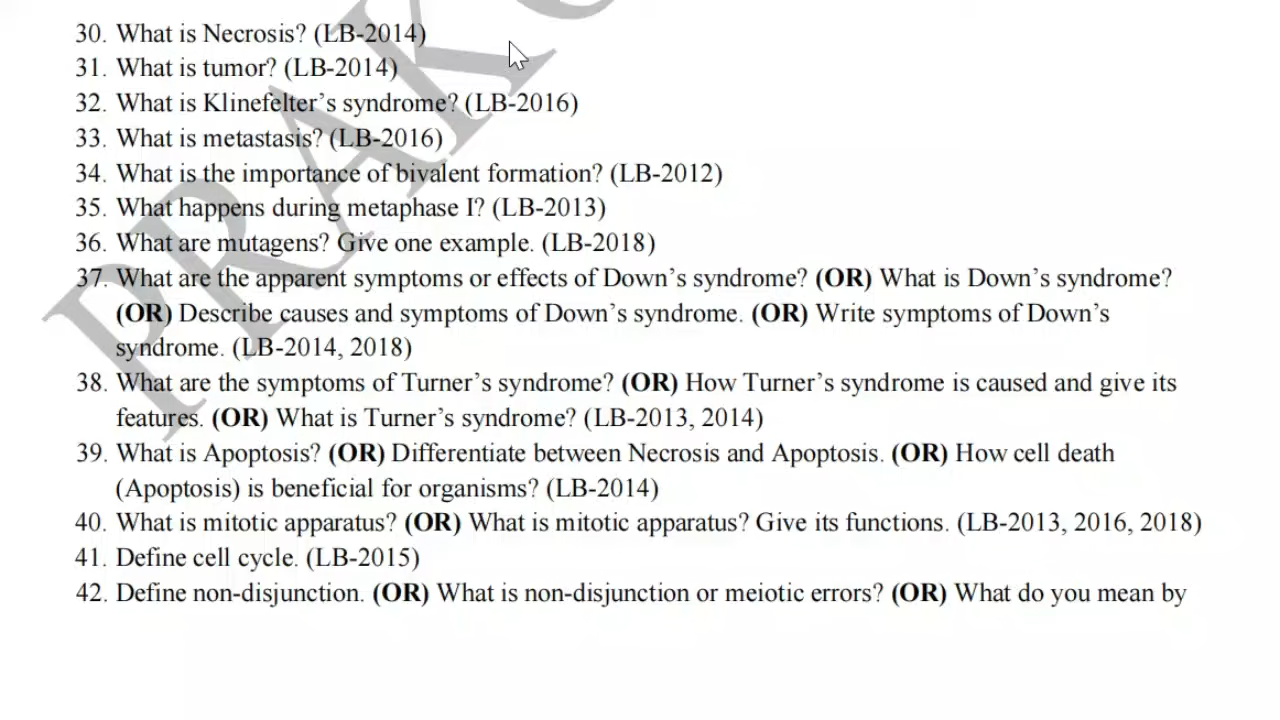 30. What is Necrosis? (LB-2014)
31. What is tumor? (LB-2014)
32. What is Klinefelter’s syndrome? (LB-2016)
33. What is metastasis? (LB-2016)
34. What is the importance of bivalent formation? (LB-2012)
35. What happens during metaphase I? (LB-2013)
36. What are mutagens? Give one example. (LB-2018)
37. What are the apparent symptoms or effects of Down’s syndrome? (OR) What is Down’s syndrome?
(OR) Describe causes and symptoms of Down’s syndrome. (OR) Write symptoms of Down’s
syndrome. (LB-2014, 2018)
38. What are the symptoms of Turner’s syndrome? (OR) How Turner’s syndrome is caused and give its
features. (OR) What is Turner’s syndrome? (LB-2013, 2014)
39. What is Apoptosis? (OR) Differentiate between Necrosis and Apoptosis. (OR) How cell death
(Apoptosis) is beneficial for organisms? (LB-2014)
40. What is mitotic apparatus? (OR) What is mitotic apparatus? Give its functions. (LB-2013, 2016, 2018)
41. Define cell cycle. (LB-2015)
42. Define non-disjunction. (OR) What is non-disjunction or meiotic errors? (OR) What do you mean by